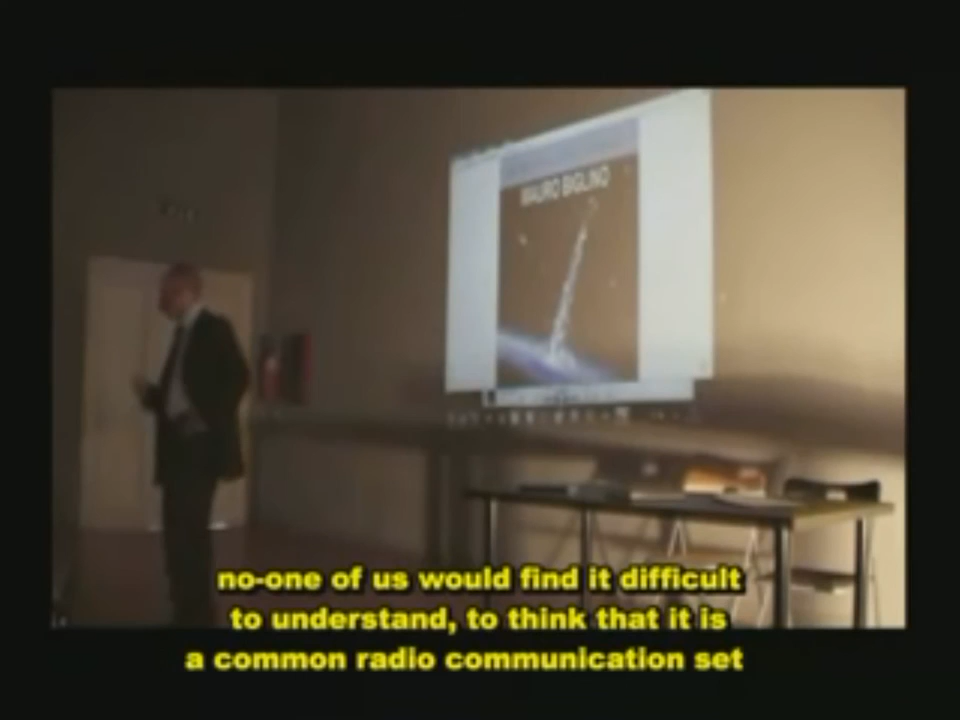 MAURO BIGLINO
no-one of us would find it difficult
to understand, to think that it is
a common radio communication set